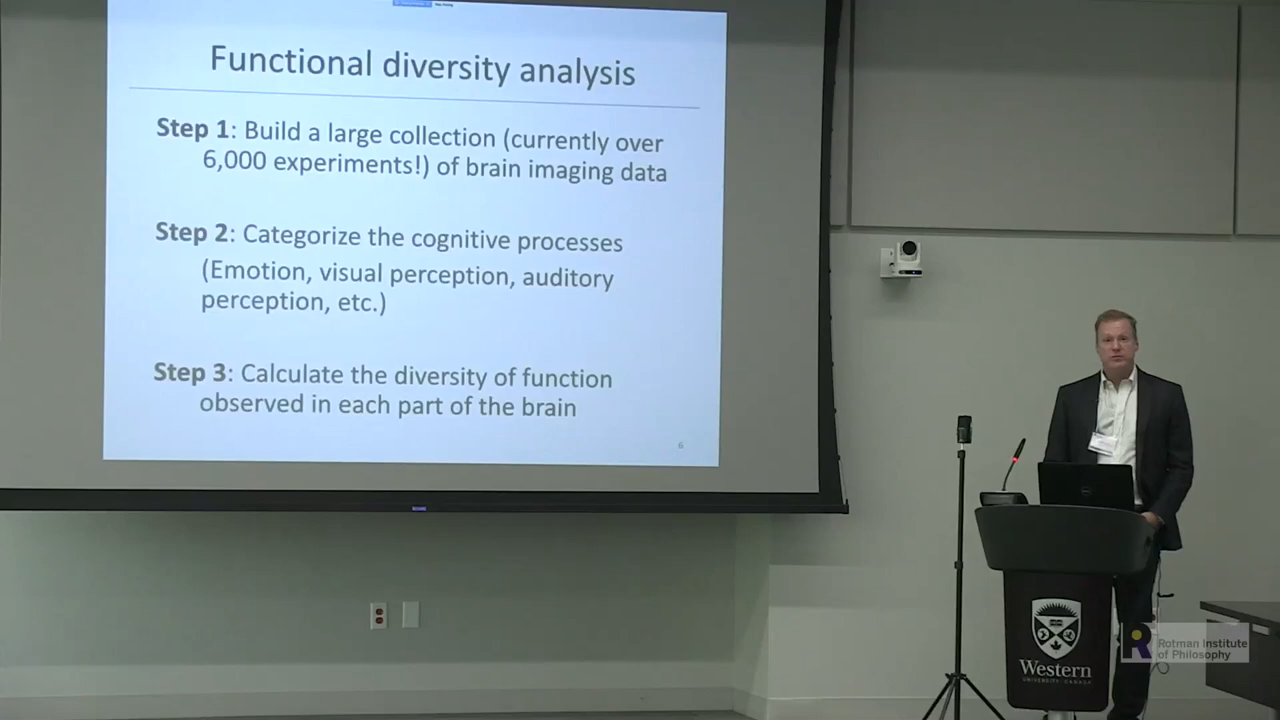 Functional diversity analysis
Step 1: Build a large collection (currently over
6,000 experiments!) of brain imaging data
Step 2: Categorize the cognitive processes
(Emotion, visual perception, auditory
perception, etc.)
Step 3: Calculate the diversity of function
observed in each part of the brain
6
Western
UNIVERSITY · CANADA
Rotman Institute
of Philosophy